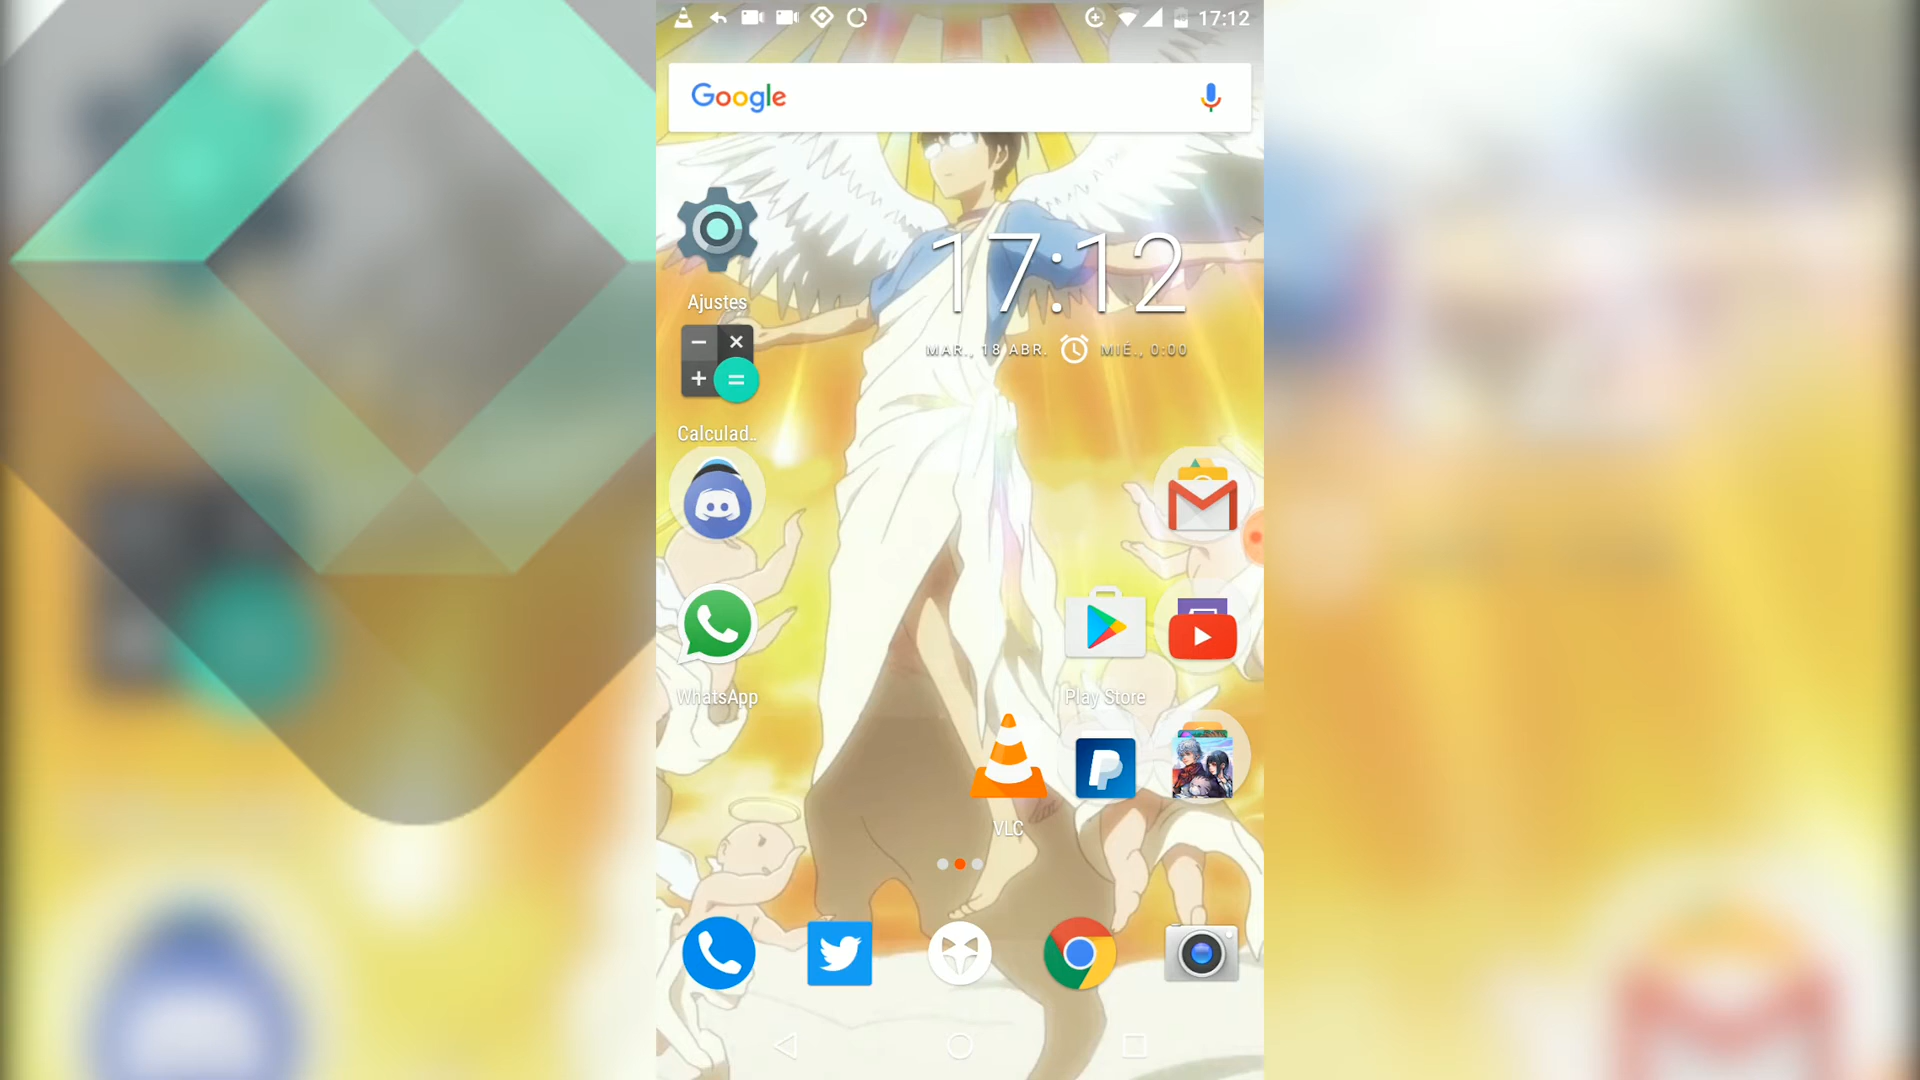 17:12
Google
17:12
MAR., 18 ABR. MIÉ., 0:00
Ajustes
Calculad..
WhatsApp
Play Store
VLC